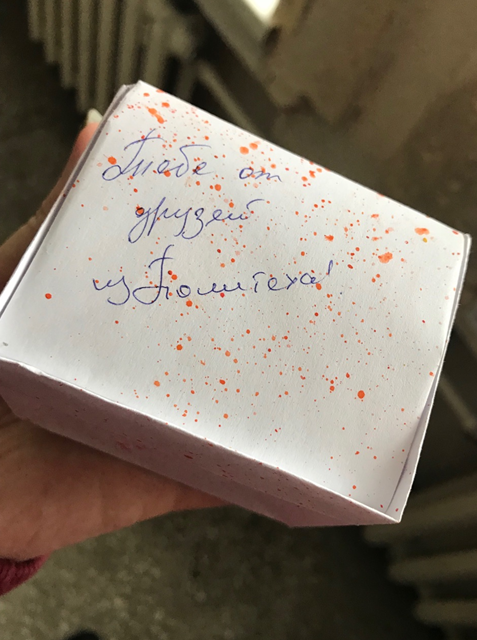 Тебе от
друзей
из Политеха!